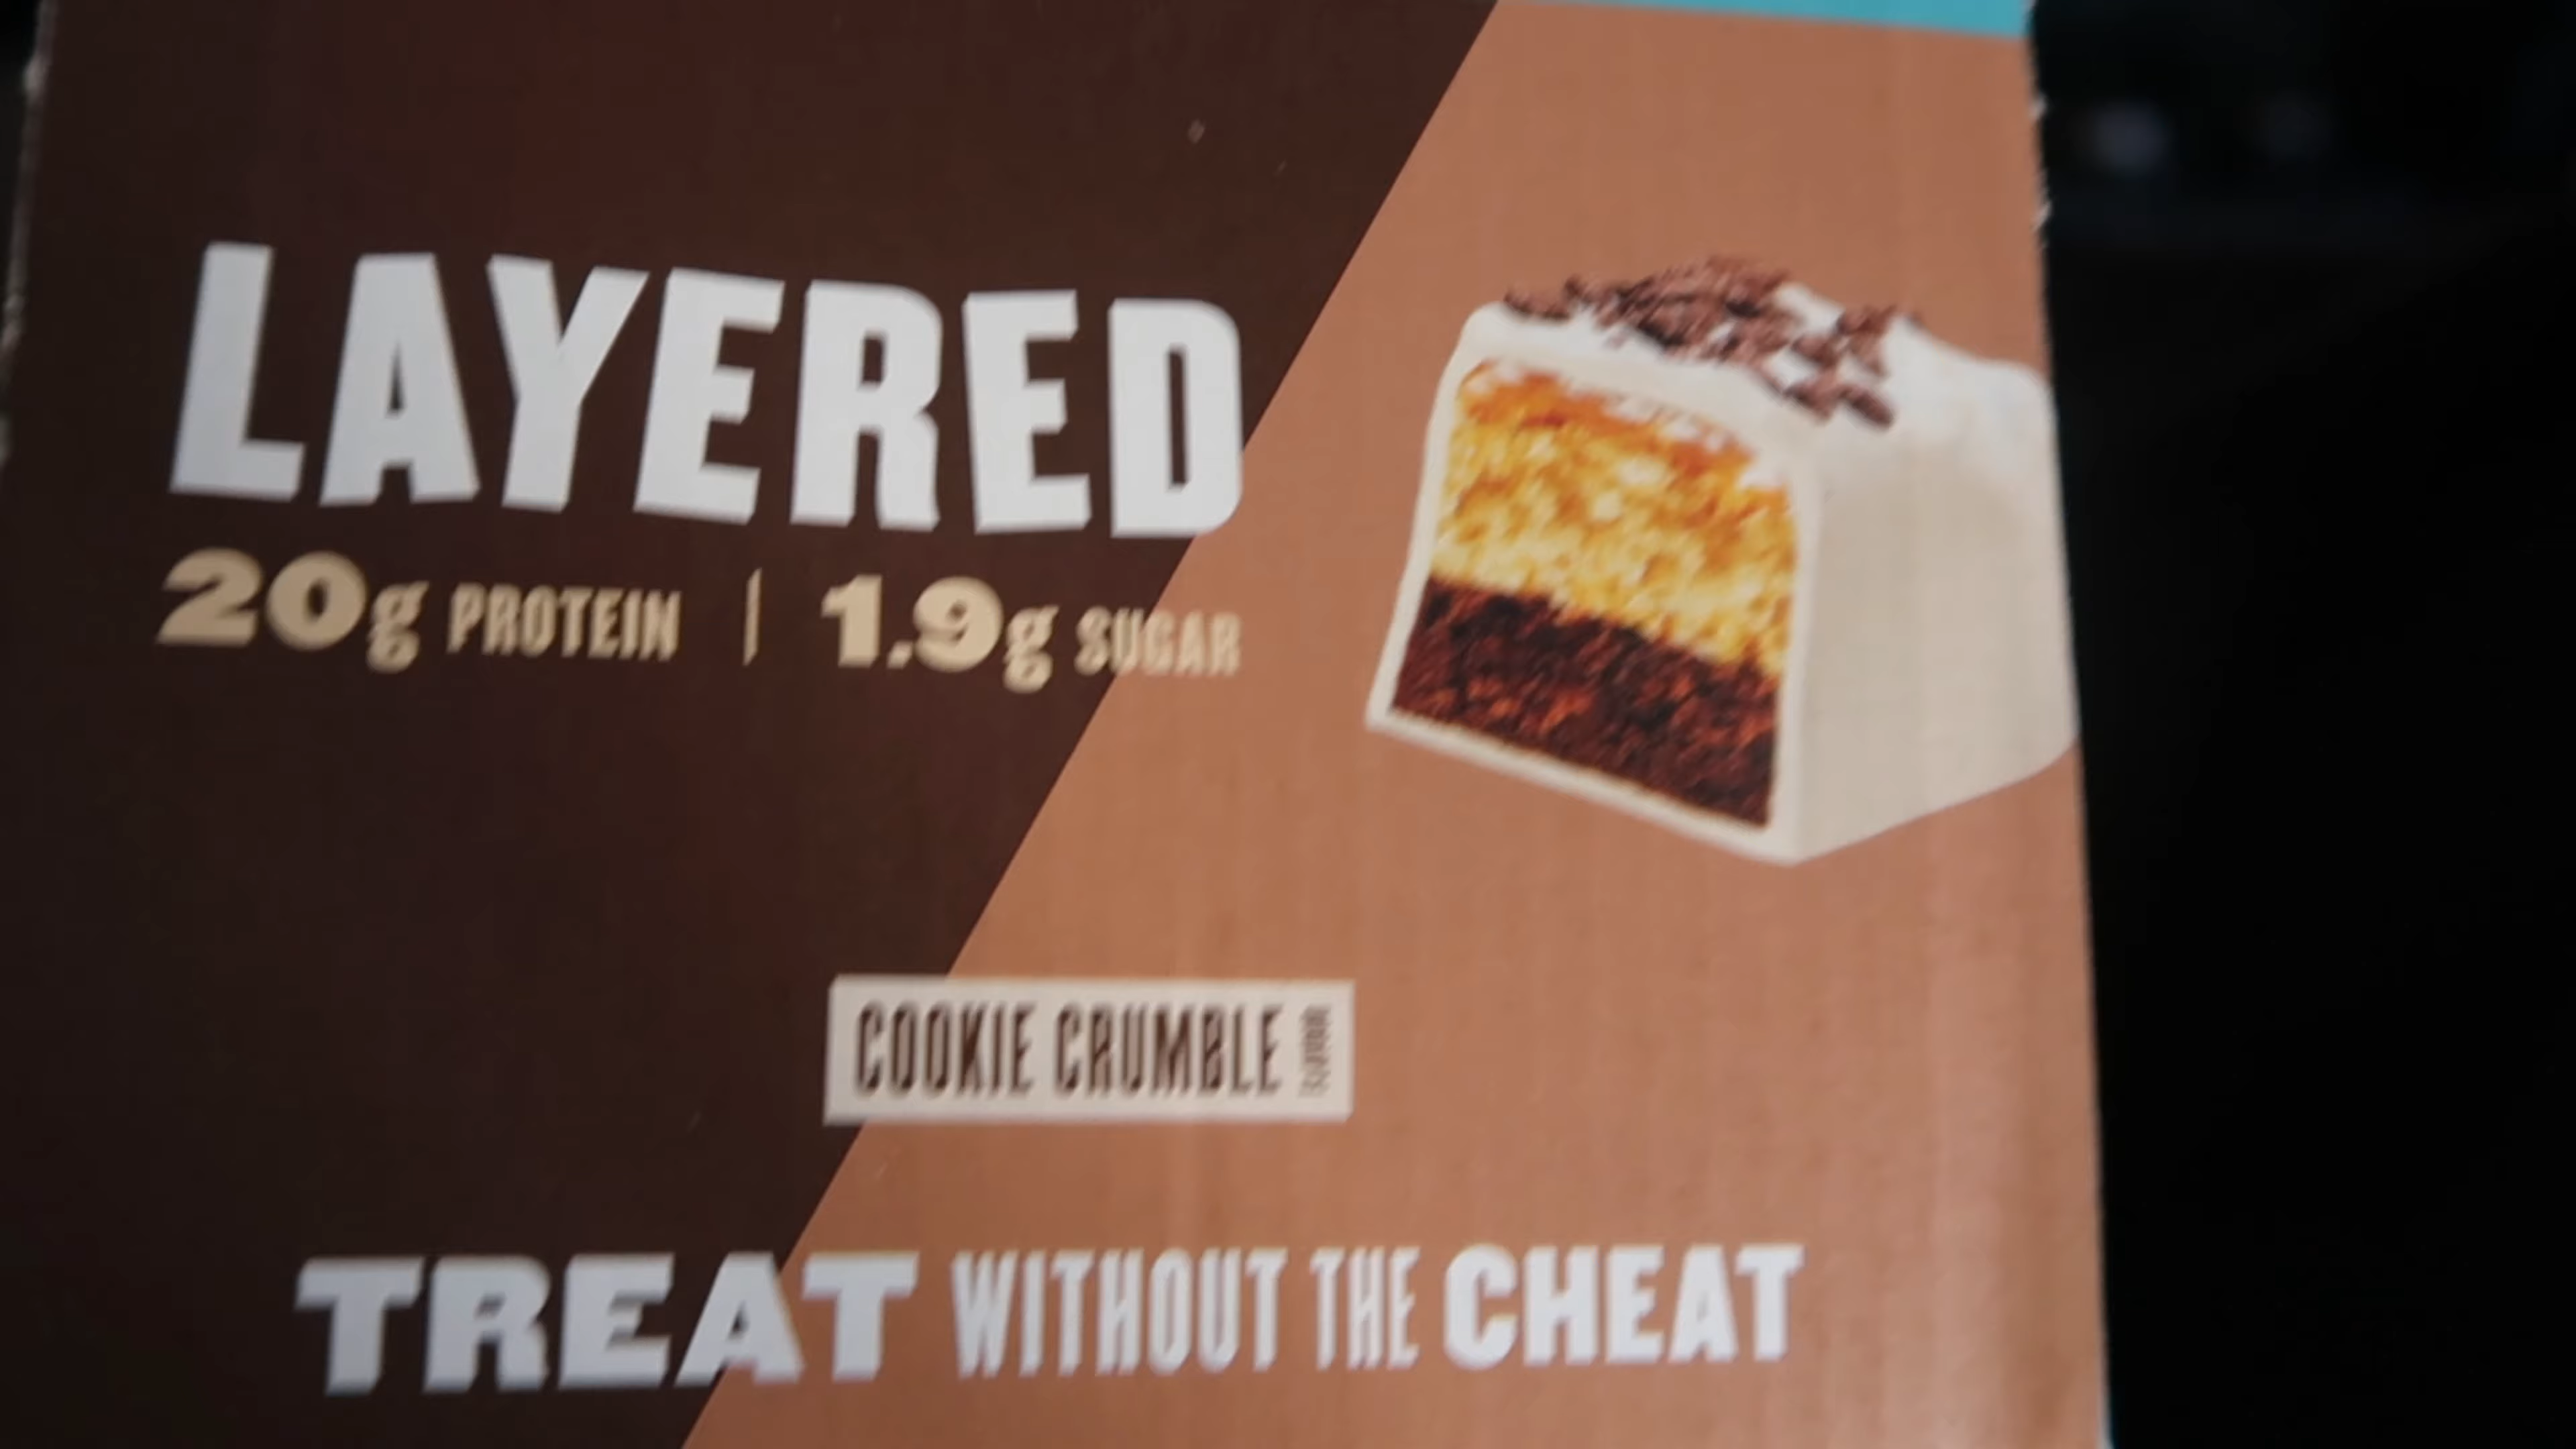 LAYERED
20g PROTEIN | 1.9g SUGAR
COOKIE CRUMBLE
TREAT WITHOUT THE CHEAT